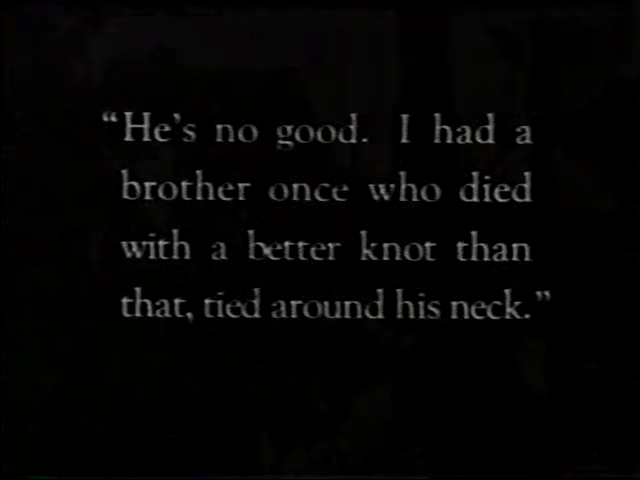 “He's no good. I had a
brother once who died
with a better knot than
that, tied around his neck.”